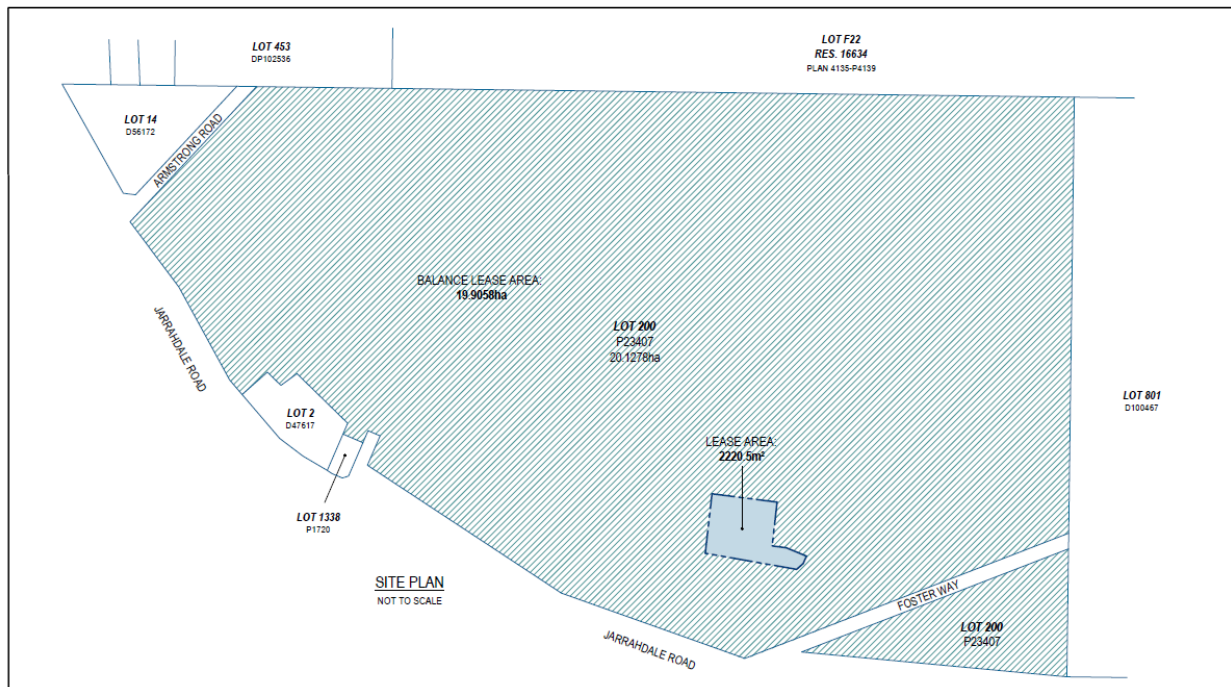 LOT 453
DP102536
LOT F22
RES. 16634
PLAN 4135-P4139
LOT 14
D56172
ARMSTRONG ROAD
BALANCE LEASE AREA:
19.9058ha
LOT 200
P23407
20.1278ha
JARRAHDALE ROAD
LOT 801
D100467
LOT 2
D47617
LEASE AREA:
2220.5m²
LOT 1338
P1720
SITE PLAN
NOT TO SCALE
FOSTER WAY
JARRAHDALE ROAD
LOT 200
P23407